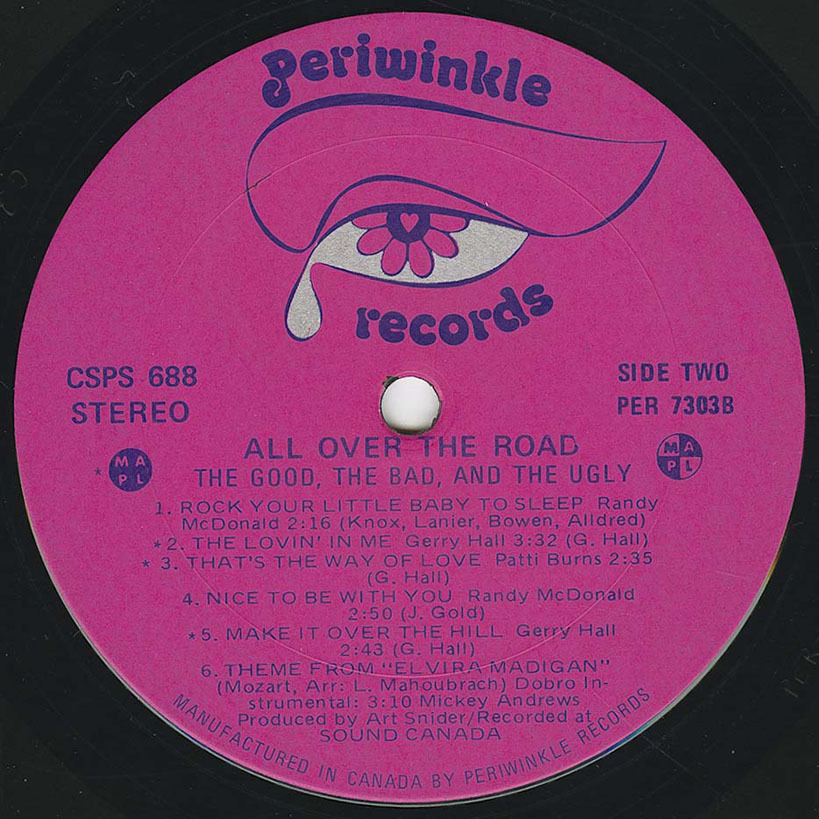 Periwinkle
records
CSPS 688
STEREO
SIDE TWO
PER 7303B
ALL OVER THE ROAD
THE GOOD, THE BAD, AND THE UGLY
* MA
PL
MA
PL
1. ROCK YOUR LITTLE BABY TO SLEEP Randy
McDonald 2:16 (Knox, Lanier, Bowen, Alldred)
*2. THE LOVIN' IN ME Gerry Hall 3:32 (G. Hall)
* 3. THAT'S THE WAY OF LOVE Patti Burns 2:35
(G. Hall)
4. NICE TO BE WITH YOU Randy McDonald
2:50 (J. Gold)
*5. MAKE IT OVER THE HILL Gerry Hall
2:43 (G. Hall)
6. THEME FROM "ELVIRA MADIGAN"
(Mozart, Arr: L. Mahoubrach) Dobro In-
strumental: 3:10 Mickey Andrews
Produced by Art Snider/Recorded at
SOUND CANADA
MANUFACTURED IN CANADA BY PERIWINKLE RECORDS